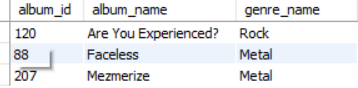 album_id album_name genre_name
120 Are You Experienced? Rock
88 Faceless Metal
207 Mezmerize Metal